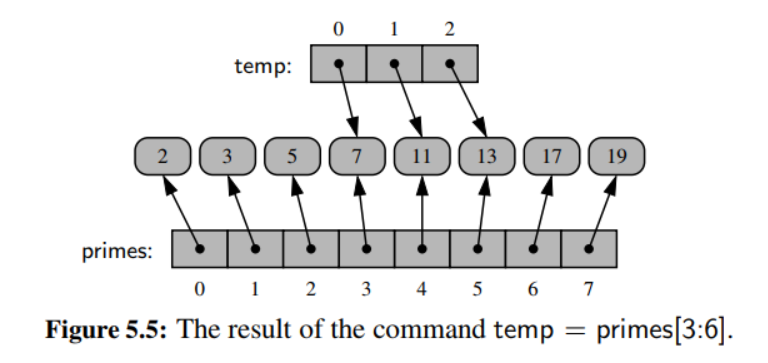 0 1 2
temp:
2 3 5 7 11 13 17 19
primes:
0 1 2 3 4 5 6 7
Figure 5.5: The result of the command temp = primes[3:6].